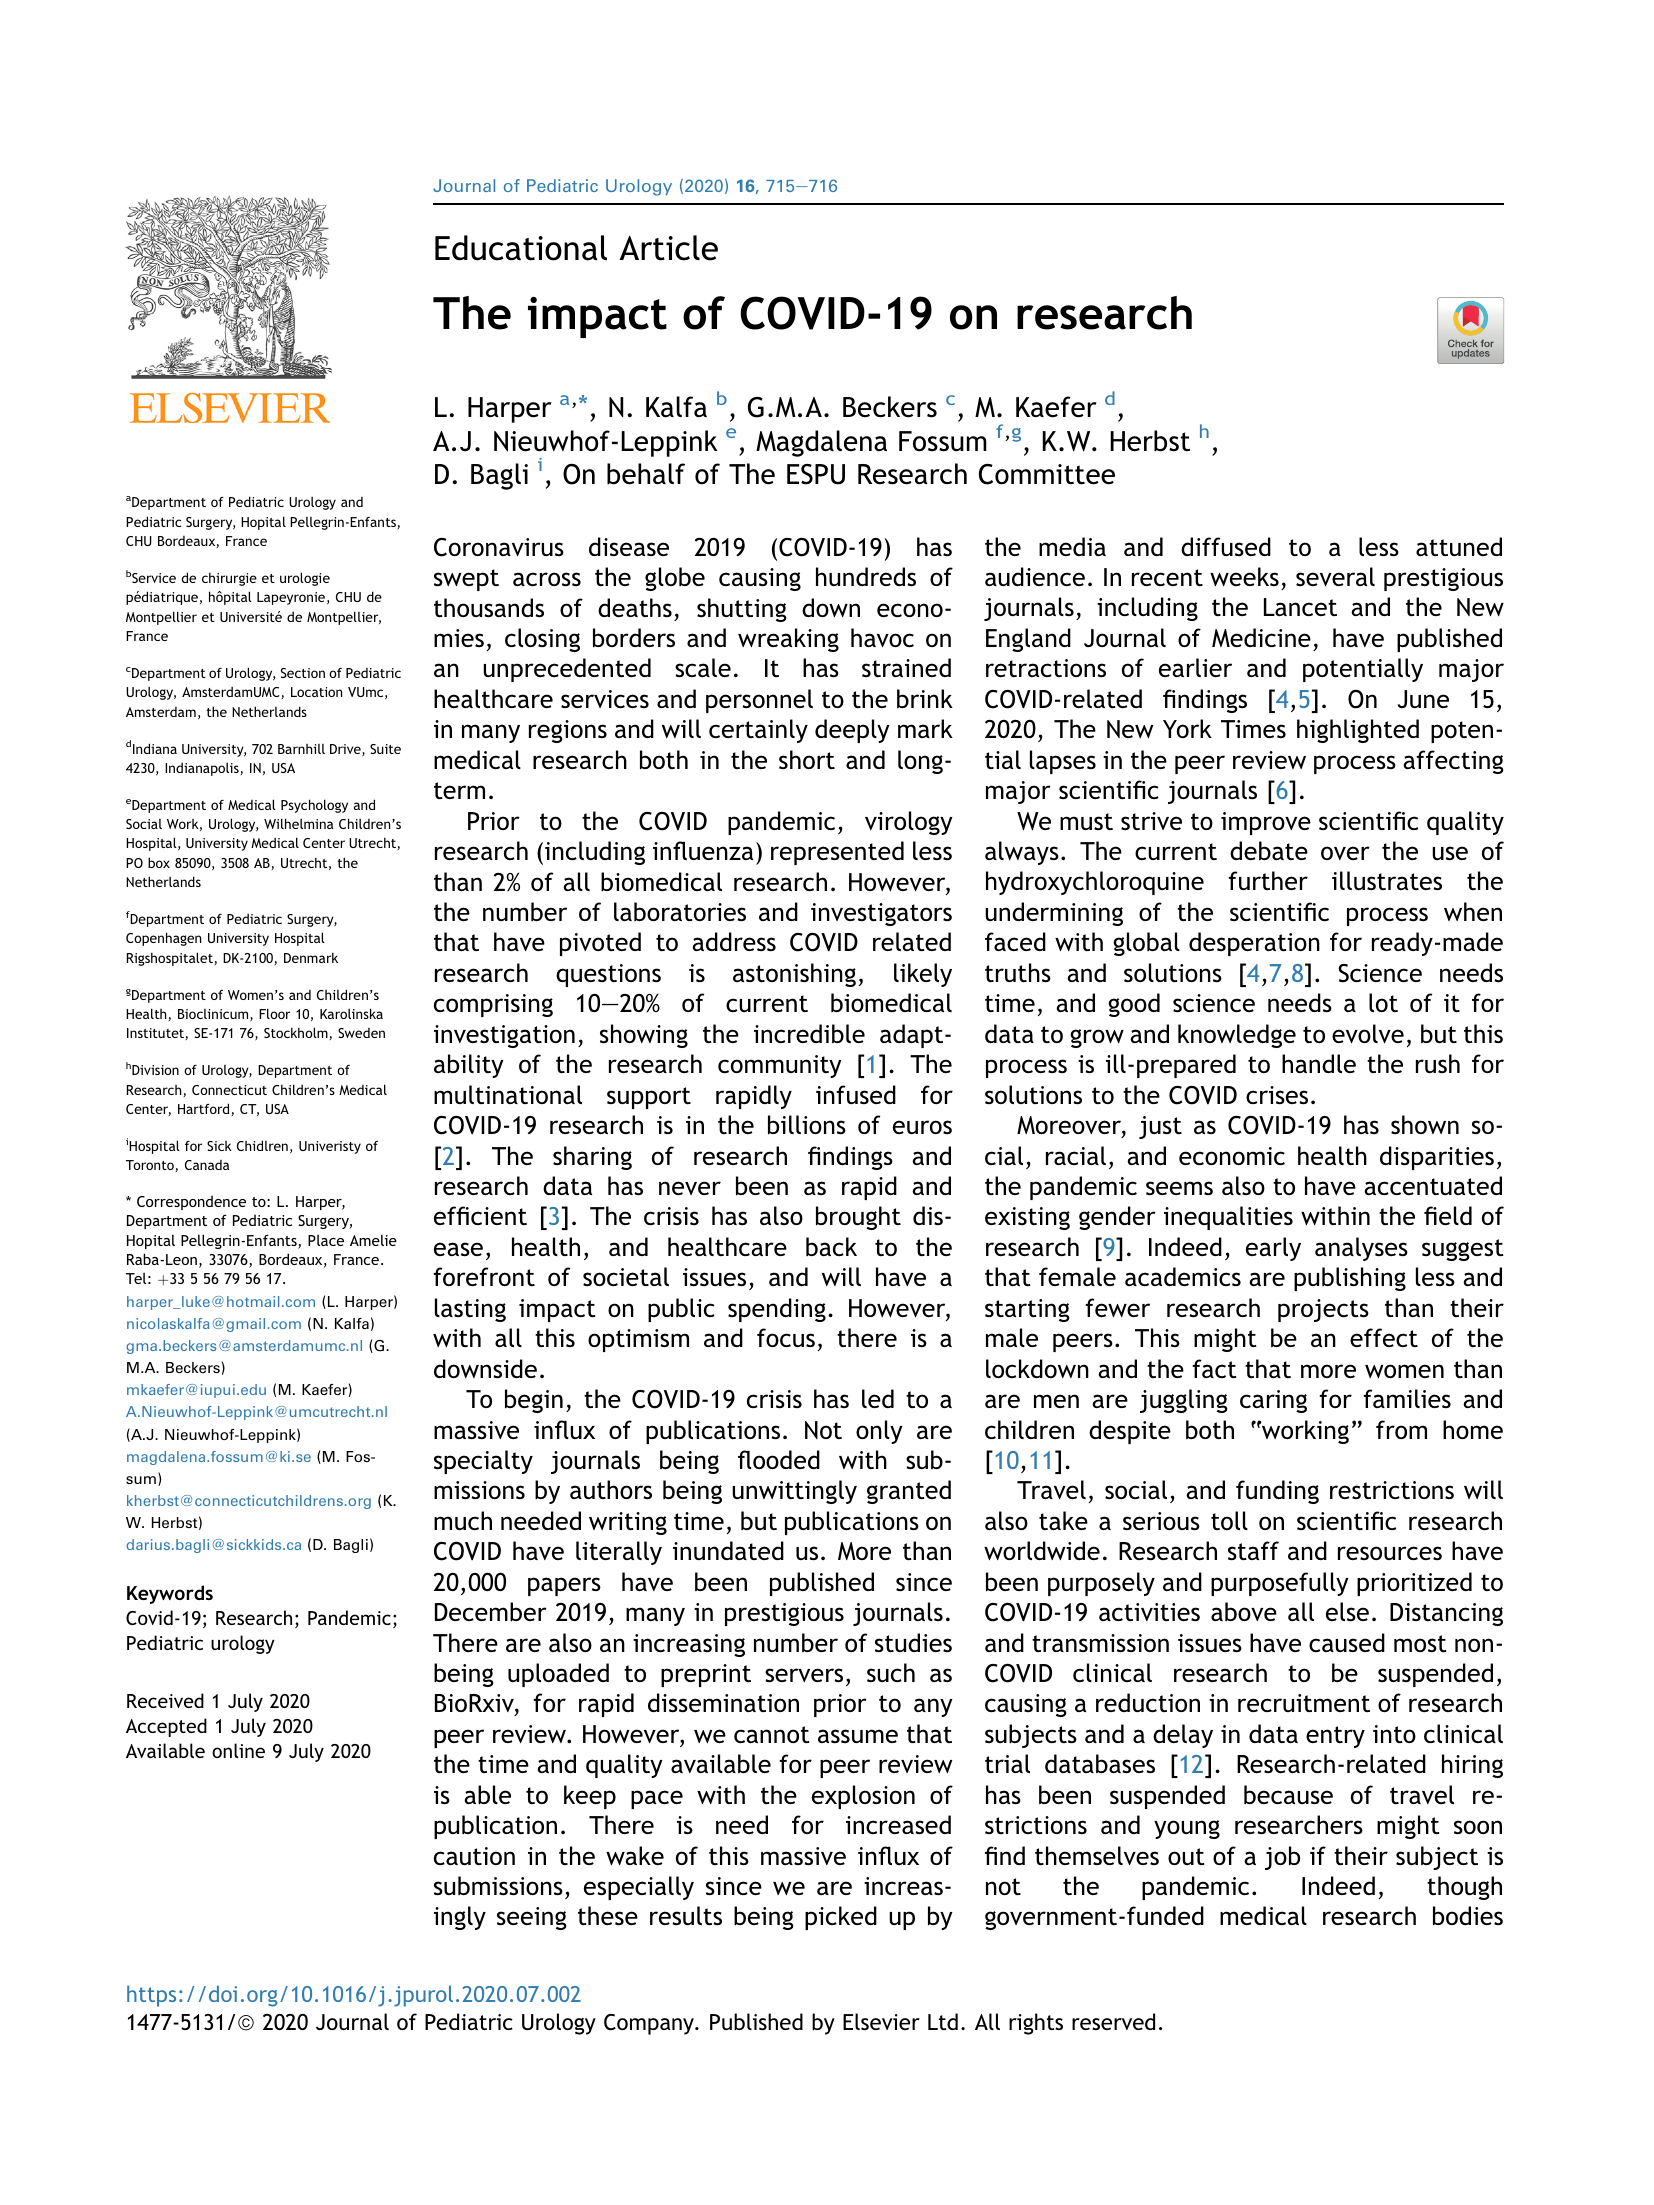 Journal of Pediatric Urology (2020) 16, 715–716
NON SOLUS
ELSEVIER
Educational Article
The impact of COVID-19 on research
Check for
updates
L. Harper a,*, N. Kalfa b, G.M.A. Beckers c, M. Kaefer d,
A.J. Nieuwhof-Leppink e, Magdalena Fossum f,g, K.W. Herbst h,
D. Bagli i, On behalf of The ESPU Research Committee
aDepartment of Pediatric Urology and
Pediatric Surgery, Hopital Pellegrin-Enfants,
CHU Bordeaux, France
bService de chirurgie et urologie
pédiatrique, hôpital Lapeyronie, CHU de
Montpellier et Université de Montpellier,
France
cDepartment of Urology, Section of Pediatric
Urology, AmsterdamUMC, Location VUmc,
Amsterdam, the Netherlands
dIndiana University, 702 Barnhill Drive, Suite
4230, Indianapolis, IN, USA
eDepartment of Medical Psychology and
Social Work, Urology, Wilhelmina Children's
Hospital, University Medical Center Utrecht,
PO box 85090, 3508 AB, Utrecht, the
Netherlands
fDepartment of Pediatric Surgery,
Copenhagen University Hospital
Rigshospitalet, DK-2100, Denmark
gDepartment of Women's and Children's
Health, Bioclinicum, Floor 10, Karolinska
Institutet, SE-171 76, Stockholm, Sweden
hDivision of Urology, Department of
Research, Connecticut Children's Medical
Center, Hartford, CT, USA
iHospital for Sick Chidlren, Univeristy of
Toronto, Canada
* Correspondence to: L. Harper,
Department of Pediatric Surgery,
Hopital Pellegrin-Enfants, Place Amelie
Raba-Leon, 33076, Bordeaux, France.
Tel: +33 5 56 79 56 17.
harper_luke@hotmail.com (L. Harper)
nicolaskalfa@gmail.com (N. Kalfa)
gma.beckers@amsterdamumc.nl (G.
M.A. Beckers)
mkaefer@iupui.edu (M. Kaefer)
A.Nieuwhof-Leppink@umcutrecht.nl
(A.J. Nieuwhof-Leppink)
magdalena.fossum@ki.se (M. Fos-
sum)
kherbst@connecticutchildrens.org (K.
W. Herbst)
darius.bagli@sickkids.ca (D. Bagli)
Keywords
Covid-19; Research; Pandemic;
Pediatric urology
Received 1 July 2020
Accepted 1 July 2020
Available online 9 July 2020
Coronavirus disease 2019 (COVID-19) has
swept across the globe causing hundreds of
thousands of deaths, shutting down econo-
mies, closing borders and wreaking havoc on
an unprecedented scale. It has strained
healthcare services and personnel to the brink
in many regions and will certainly deeply mark
medical research both in the short and long-
term.
Prior to the COVID pandemic, virology
research (including influenza) represented less
than 2% of all biomedical research. However,
the number of laboratories and investigators
that have pivoted to address COVID related
research questions is astonishing, likely
comprising 10–20% of current biomedical
investigation, showing the incredible adapt-
ability of the research community [1]. The
multinational support rapidly infused for
COVID-19 research is in the billions of euros
[2]. The sharing of research findings and
research data has never been as rapid and
efficient [3]. The crisis has also brought dis-
ease, health, and healthcare back to the
forefront of societal issues, and will have a
lasting impact on public spending. However,
with all this optimism and focus, there is a
downside.
To begin, the COVID-19 crisis has led to a
massive influx of publications. Not only are
specialty journals being flooded with sub-
missions by authors being unwittingly granted
much needed writing time, but publications on
COVID have literally inundated us. More than
20,000 papers have been published since
December 2019, many in prestigious journals.
There are also an increasing number of studies
being uploaded to preprint servers, such as
BioRxiv, for rapid dissemination prior to any
peer review. However, we cannot assume that
the time and quality available for peer review
is able to keep pace with the explosion of
publication. There is need for increased
caution in the wake of this massive influx of
submissions, especially since we are increas-
ingly seeing these results being picked up by
the media and diffused to a less attuned
audience. In recent weeks, several prestigious
journals, including the Lancet and the New
England Journal of Medicine, have published
retractions of earlier and potentially major
COVID-related findings [4,5]. On June 15,
2020, The New York Times highlighted poten-
tial lapses in the peer review process affecting
major scientific journals [6].
We must strive to improve scientific quality
always. The current debate over the use of
hydroxychloroquine further illustrates the
undermining of the scientific process when
faced with global desperation for ready-made
truths and solutions [4,7,8]. Science needs
time, and good science needs a lot of it for
data to grow and knowledge to evolve, but this
process is ill-prepared to handle the rush for
solutions to the COVID crises.
Moreover, just as COVID-19 has shown so-
cial, racial, and economic health disparities,
the pandemic seems also to have accentuated
existing gender inequalities within the field of
research [9]. Indeed, early analyses suggest
that female academics are publishing less and
starting fewer research projects than their
male peers. This might be an effect of the
lockdown and the fact that more women than
are men are juggling caring for families and
children despite both “working” from home
[10,11].
Travel, social, and funding restrictions will
also take a serious toll on scientific research
worldwide. Research staff and resources have
been purposely and purposefully prioritized to
COVID-19 activities above all else. Distancing
and transmission issues have caused most non-
COVID clinical research to be suspended,
causing a reduction in recruitment of research
subjects and a delay in data entry into clinical
trial databases [12]. Research-related hiring
has been suspended because of travel re-
strictions and young researchers might soon
find themselves out of a job if their subject is
not the pandemic. Indeed, though
government-funded medical research bodies
https://doi.org/10.1016/j.jpurol.2020.07.002
1477-5131/© 2020 Journal of Pediatric Urology Company. Published by Elsevier Ltd. All rights reserved.